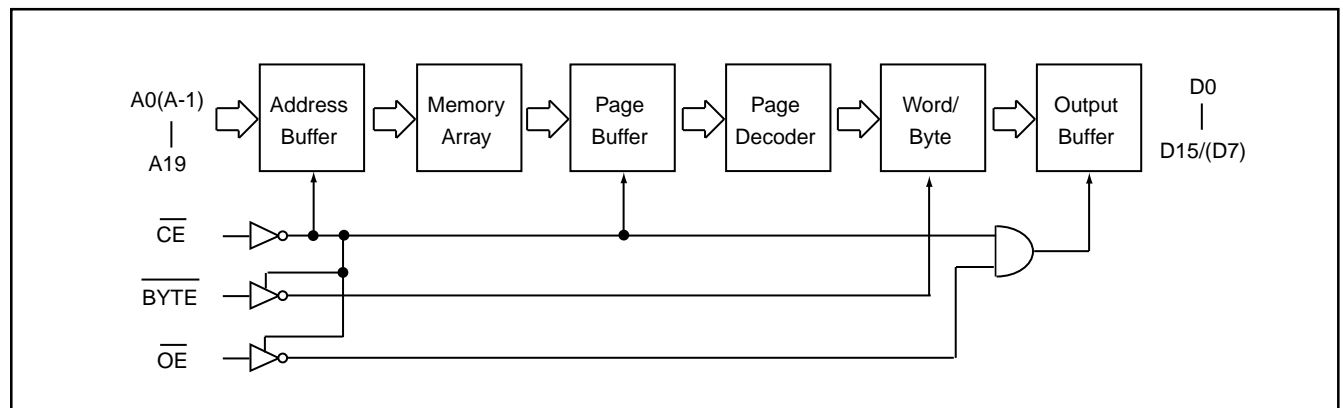 A0(A-1)
A19
Address
Buffer
Memory
Array
Page
Buffer
Page
Decoder
Word/
Byte
Output
Buffer
D0
D15/(D7)
CE
BYTE
OE